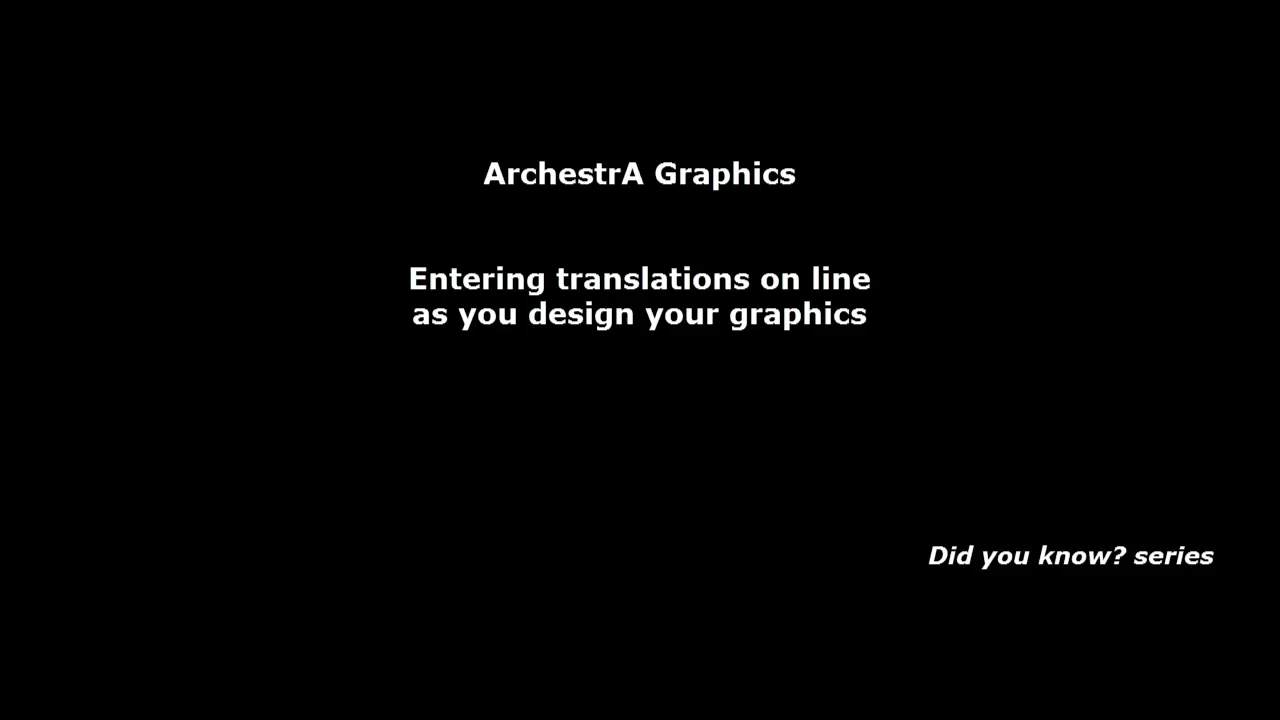 ArchestrA Graphics
Entering translations on line
as you design your graphics
Did you know? series